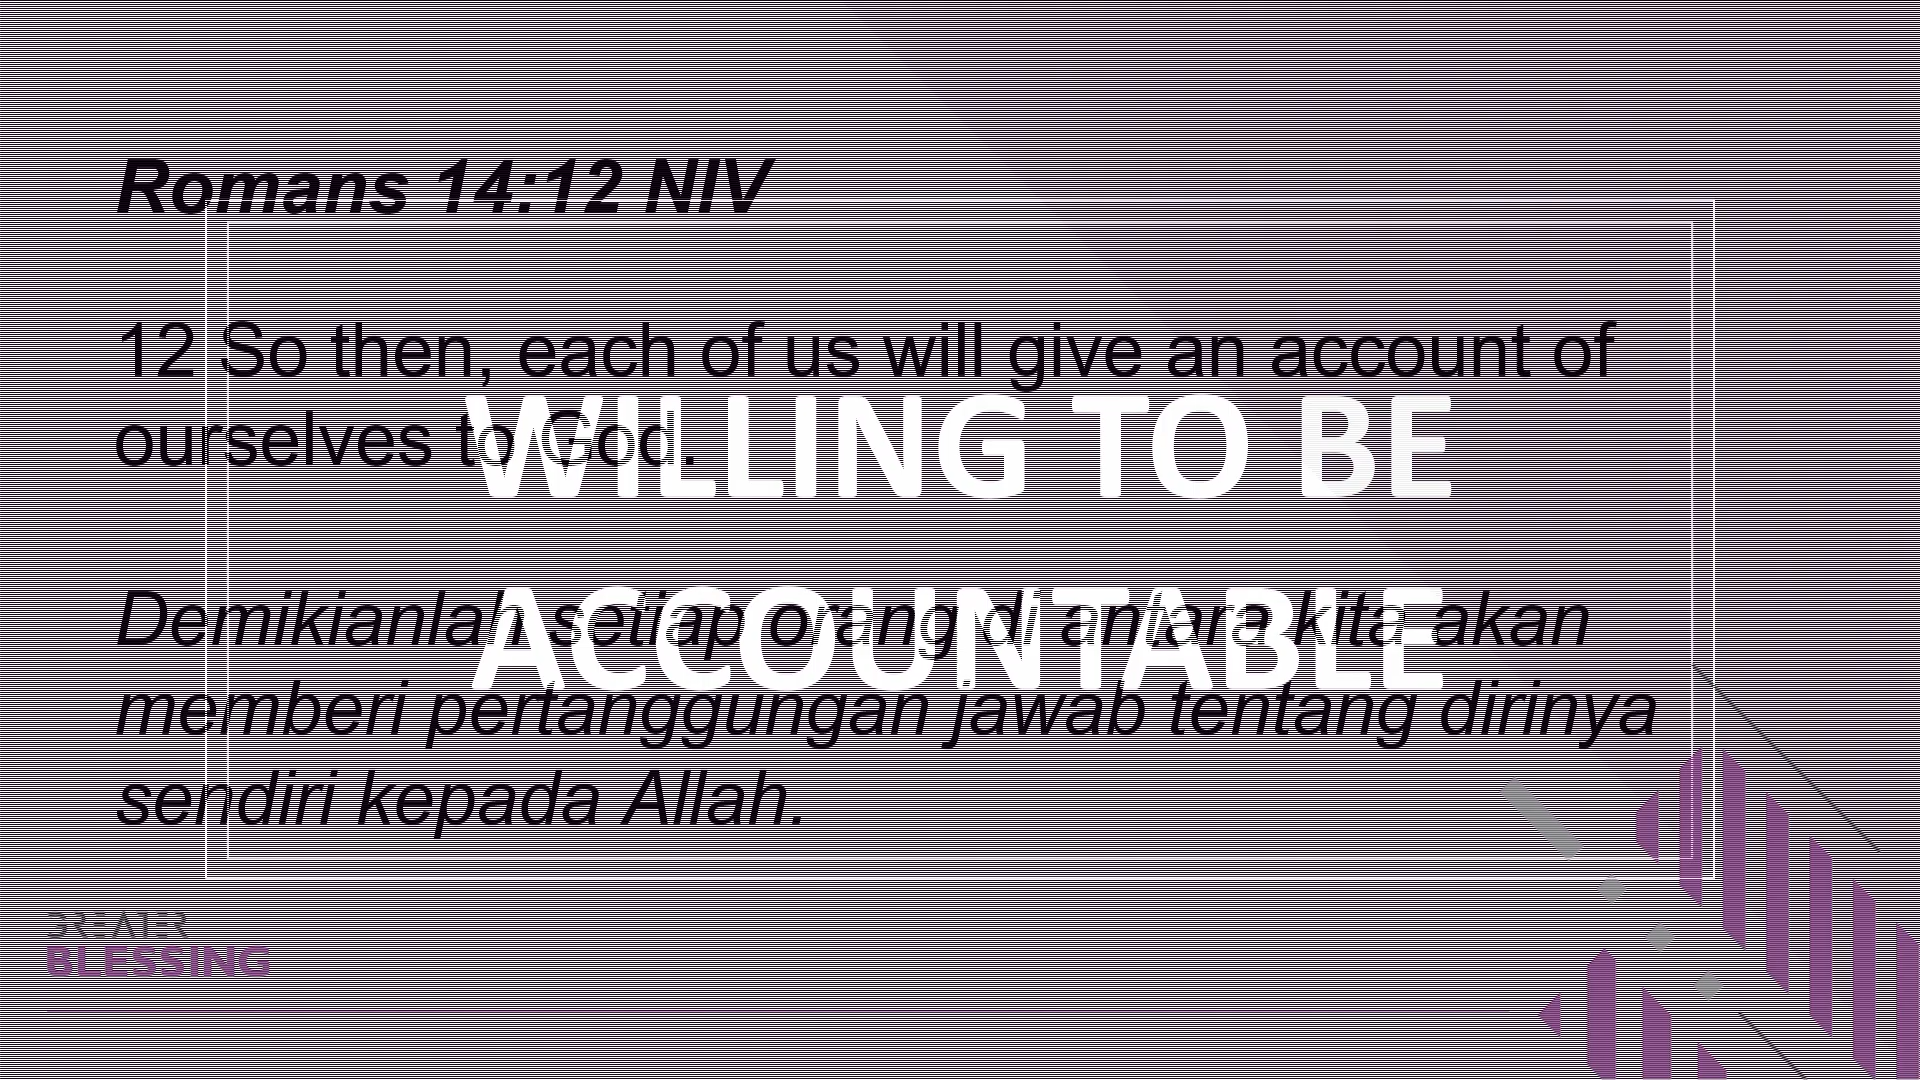 Romans 14:12 NIV
12 So then, each of us will give an account of
ourselves to God.
WILLING TO BE
ACCOUNTABLE
Demikianlah setiap orang di antara kita akan
memberi pertanggungan jawab tentang dirinya
sendiri kepada Allah.
GREATER
BLESSING